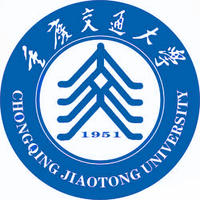 重庆交通大学
1951
CHONGQING JIAOTONG UNIVERSITY